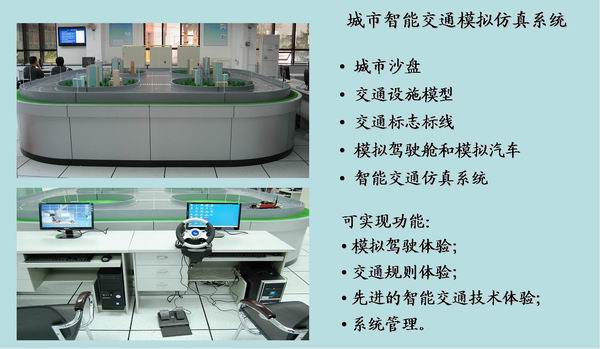 城市智能交通模拟仿真系统
• 城市沙盘
• 交通设施模型
• 交通标志标线
• 模拟驾驶舱和模拟汽车
• 智能交通仿真系统
可实现功能:
• 模拟驾驶体验;
• 交通规则体验;
• 先进的智能交通技术体验;
• 系统管理。